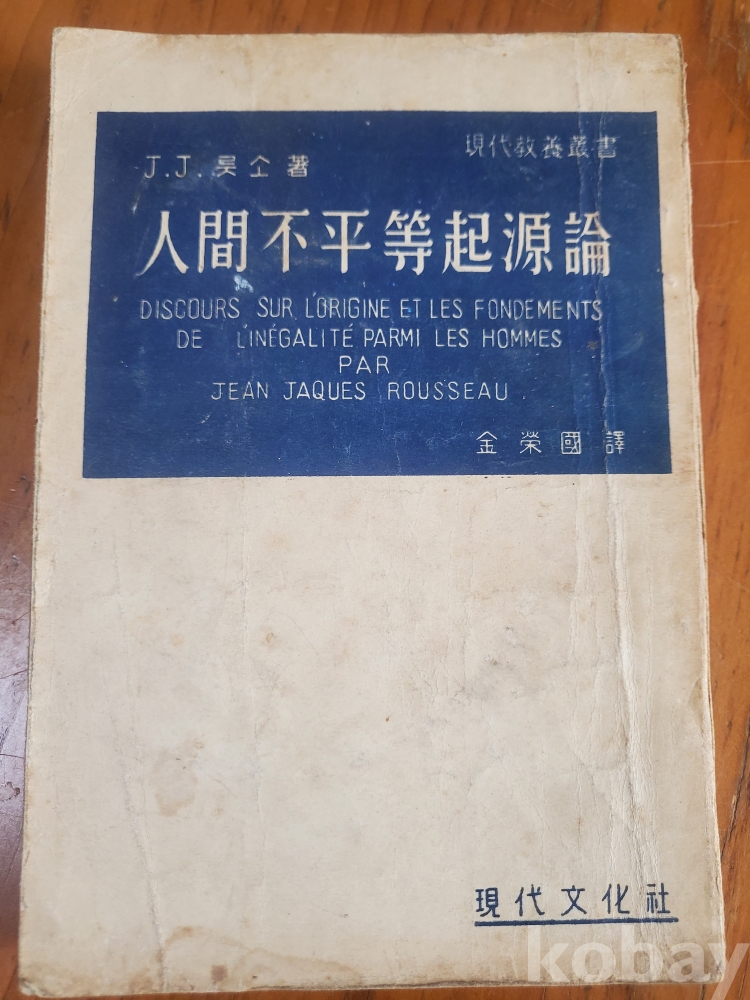 現代敎養叢書
J.J. 룻소 著
人間不平等起源論
DISCOURS SUR L'ORIGINE ET LES FONDEMENTS
DE L'INÉGALITÉ PARMI LES HOMMES
PAR
JEAN JAQUES ROUSSEAU.
金榮國 譯
現代文化社
kobay